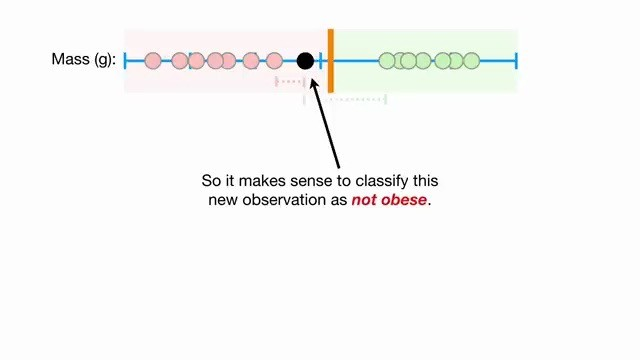 Mass (g):
So it makes sense to classify this
new observation as not obese.